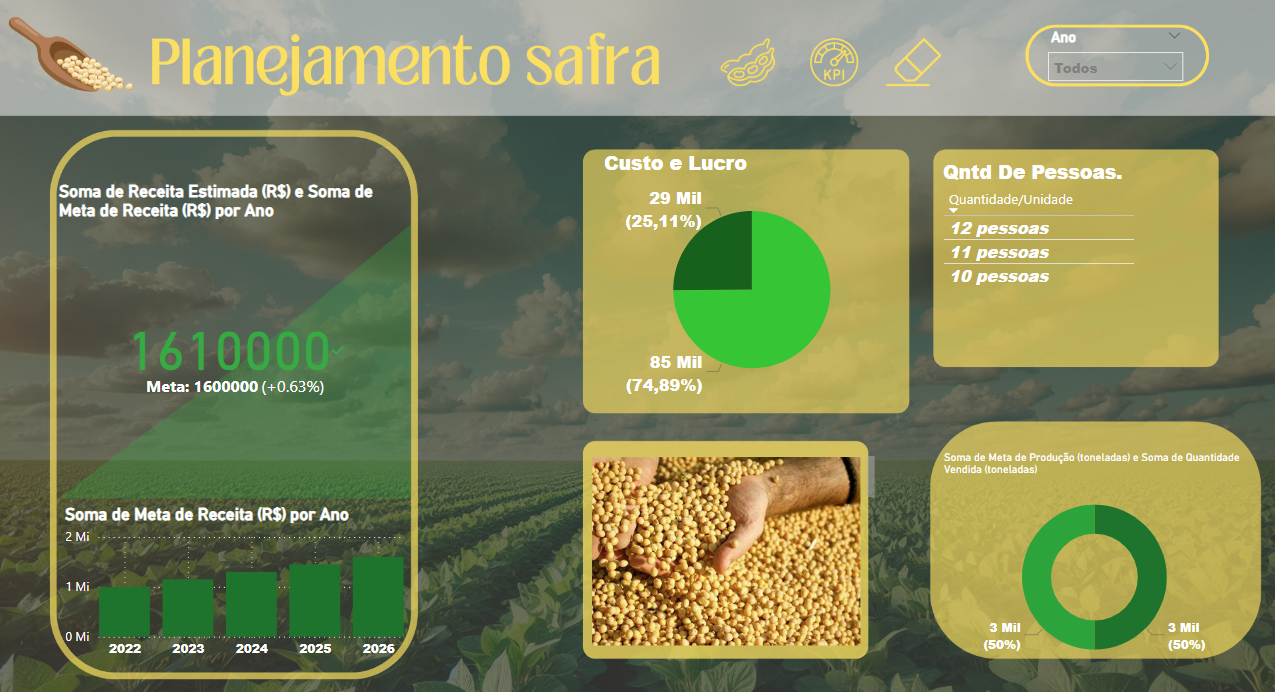 Planejamento safra
KPI
Ano
Todos
Soma de Receita Estimada (R$) e Soma de
Meta de Receita (R$) por Ano
1610000
Meta: 1600000 (+0.63%)
Soma de Meta de Receita (R$) por Ano
2 Mi
1 Mi
0 Mi
2022 2023 2024 2025 2026
Custo e Lucro
29 Mil
(25,11%)
85 Mil
(74,89%)
Qntd De Pessoas.
Quantidade/Unidade
12 pessoas
11 pessoas
10 pessoas
Soma de Meta de Produção (toneladas) e Soma de Quantidade
Vendida (toneladas)
3 Mil
(50%)
3 Mil
(50%)